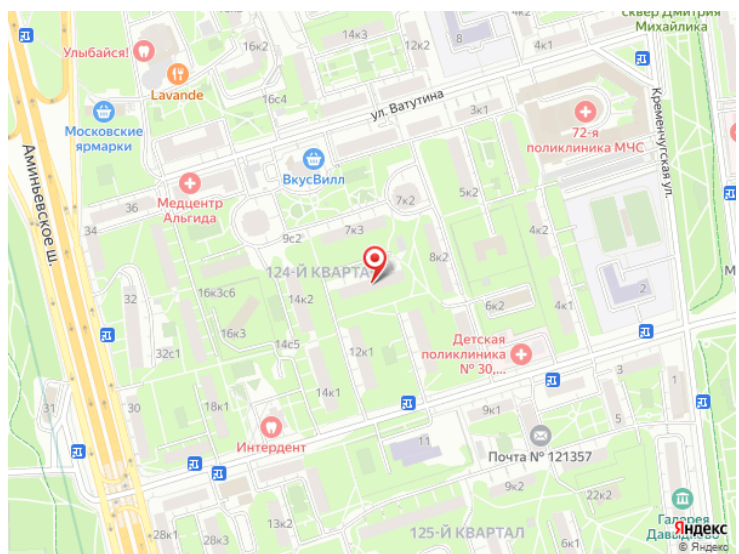 сквер Дмитрия
Михайлика
16к2
14к3
12к2
8
4к2
4к1
Улыбайся!
Lavande
16с4
ул. Ватутина
3к1
Московские
ярмарки
72-я
поликлиника МЧС
Кременчугская ул.
ВкусВилл
Медцентр
Альгида
36
34
7к2
5к2
Аминьевское ш.
9с2
7к3
4к2
8к2
124-Й КВАРТАЛ
16к3с6
14к2
32
6к2
4к1
2
М
16к3
14с5
32с1
12к1
Детская
поликлиника
№ 30,...
31
18к1
14к1
30
3
1
9к1
5
Интердент
11
Почта № 121357
9к2
22к2
Галерея
Давыдково
28к1
13к2
125-Й КВАРТАЛ
6к1
Яндекс
© Яндекс